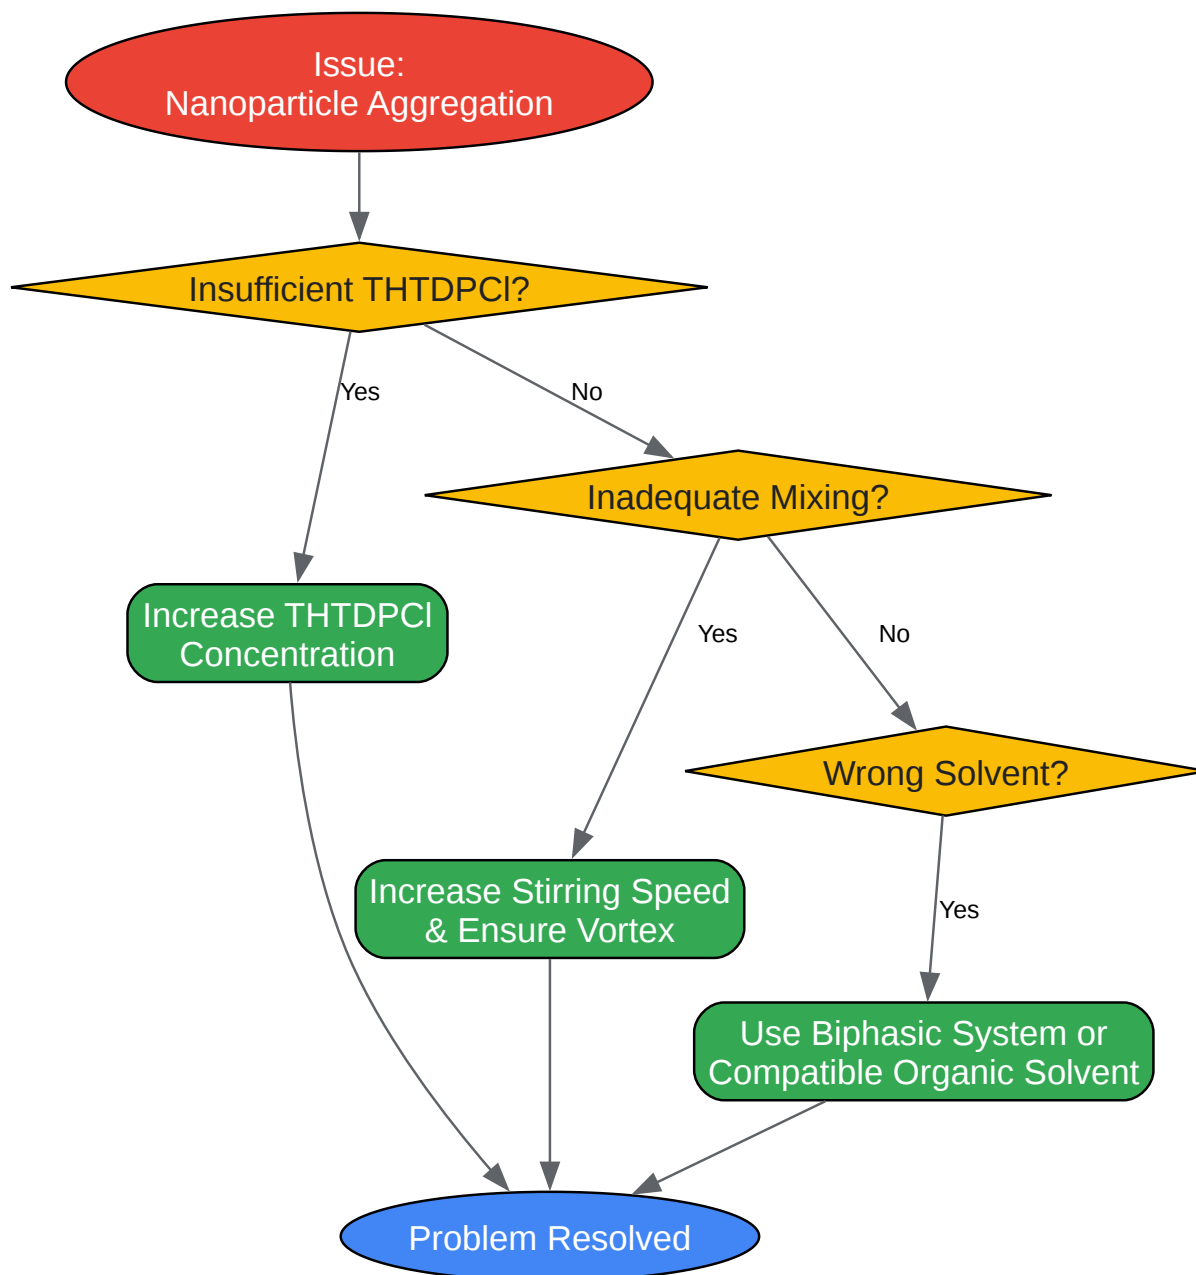 Issue:
Nanoparticle Aggregation
Insufficient THTDPCl?
Yes
No
Inadequate Mixing?
Increase THTDPCl
Concentration
Yes
No
Wrong Solvent?
Increase Stirring Speed
& Ensure Vortex
Yes
Use Biphasic System or
Compatible Organic Solvent
Problem Resolved